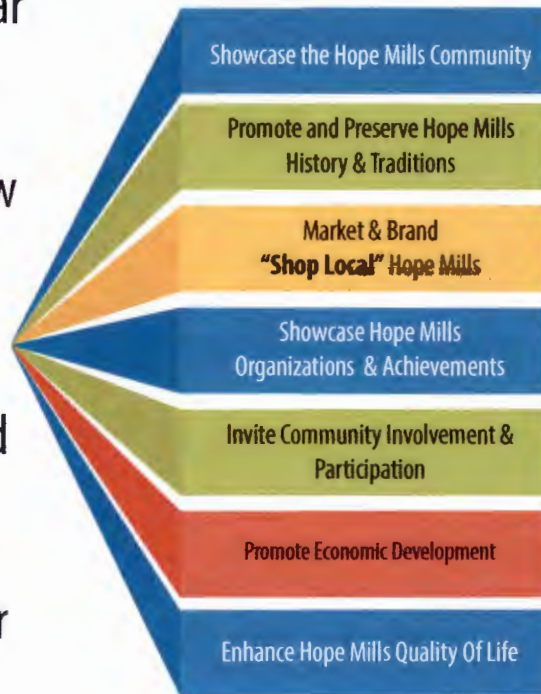 ar
Showcase the Hope Mills Community
Promote and Preserve Hope Mills
History & Traditions
w
Market & Brand
"Shop Local" Hope Mills
Showcase Hope Mills
Organizations & Achievements
d
Invite Community Involvement &
Participation
Promote Economic Development
r
Enhance Hope Mills Quality Of Life